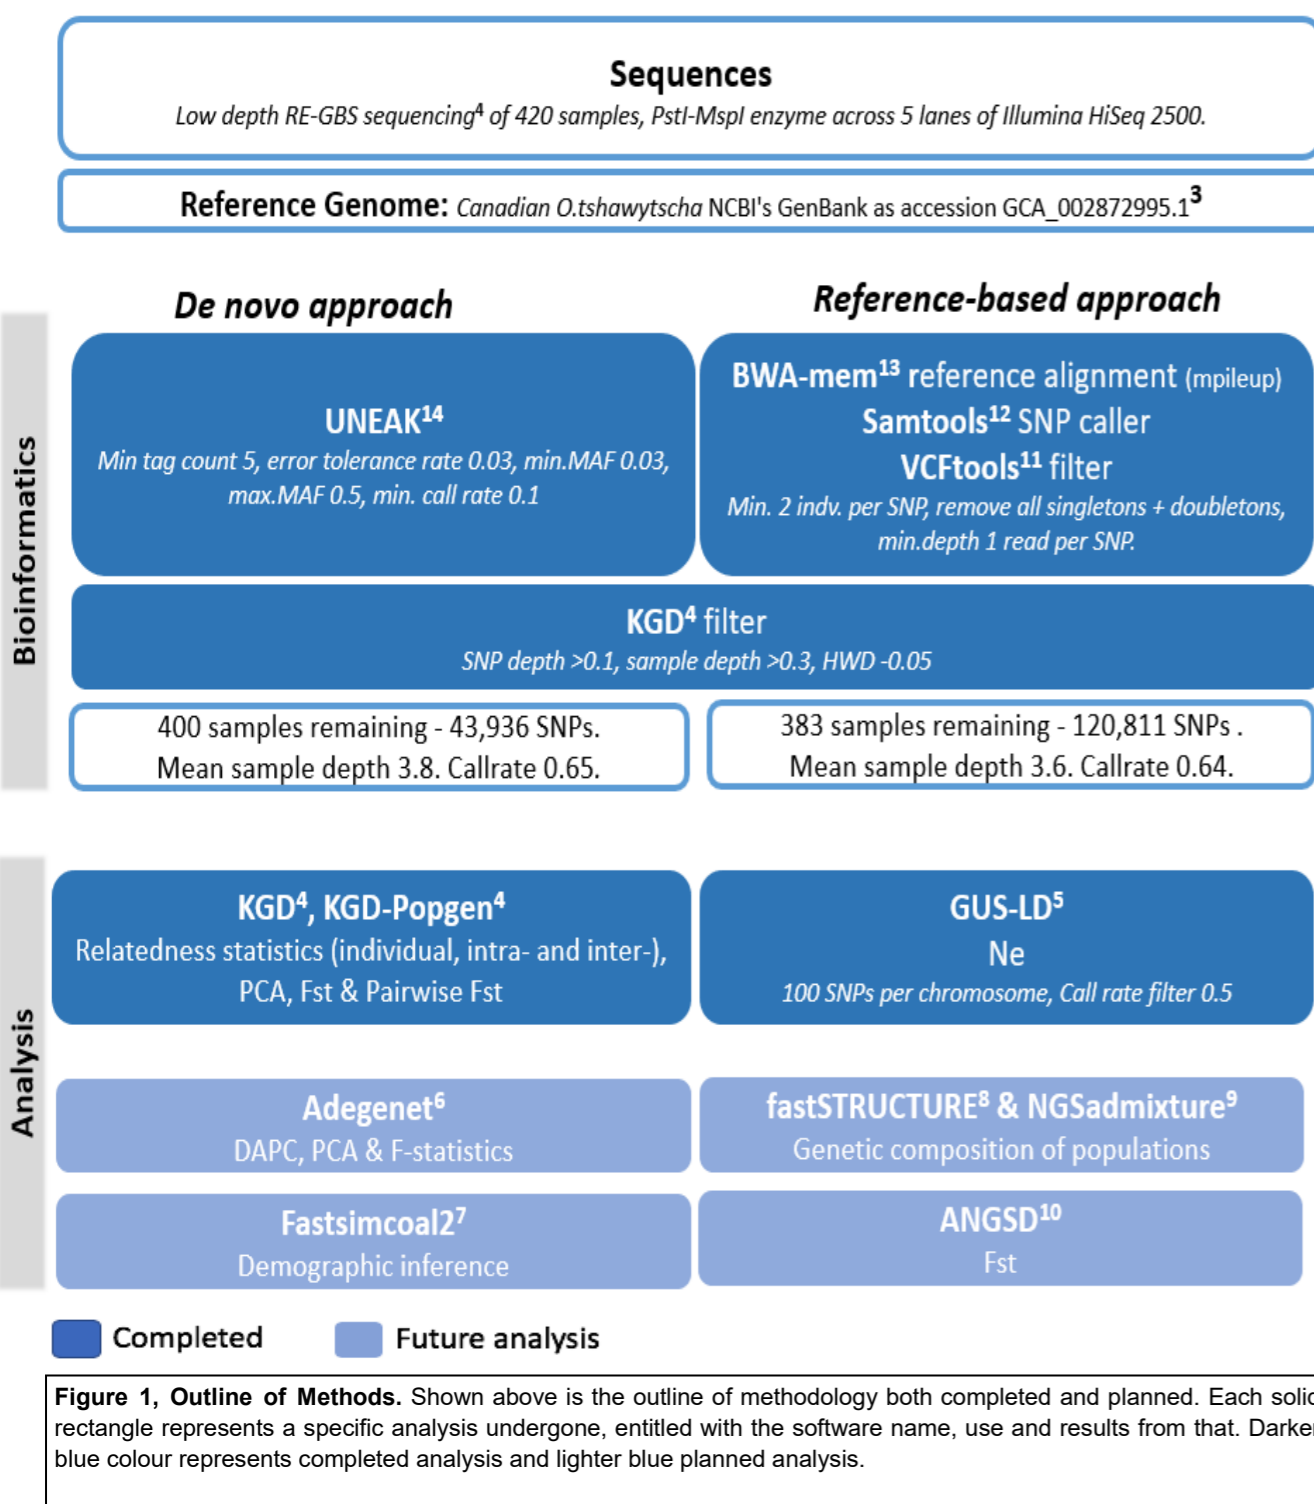 Sequences
Low depth RE-GBS sequencing⁴ of 420 samples, PstI-MspI enzyme across 5 lanes of Illumina HiSeq 2500.
Reference Genome: Canadian O.tshawytscha NCBI's GenBank as accession GCA_002872995.1³
De novo approach
Reference-based approach
Bioinformatics
UNEAK¹⁴
Min tag count 5, error tolerance rate 0.03, min.MAF 0.03,
max.MAF 0.5, min. call rate 0.1
BWA-mem¹³ reference alignment (mpileup)
Samtools¹² SNP caller
VCFtools¹¹ filter
Min. 2 indv. per SNP, remove all singletons + doubletons,
min.depth 1 read per SNP.
KGD⁴ filter
SNP depth >0.1, sample depth >0.3, HWD -0.05
400 samples remaining - 43,936 SNPs.
Mean sample depth 3.8. Callrate 0.65.
383 samples remaining - 120,811 SNPs .
Mean sample depth 3.6. Callrate 0.64.
Analysis
KGD⁴, KGD-Popgen⁴
Relatedness statistics (individual, intra- and inter-),
PCA, Fst & Pairwise Fst
GUS-LD⁵
Ne
100 SNPs per chromosome, Call rate filter 0.5
Adegenet⁶
DAPC, PCA & F-statistics
fastSTRUCTURE⁸ & NGSadmixture⁹
Genetic composition of populations
Fastsimcoal2⁷
Demographic inference
ANGSD¹⁰
Fst
Completed
Future analysis
Figure 1, Outline of Methods. Shown above is the outline of methodology both completed and planned. Each solid
rectangle represents a specific analysis undergone, entitled with the software name, use and results from that. Darker
blue colour represents completed analysis and lighter blue planned analysis.